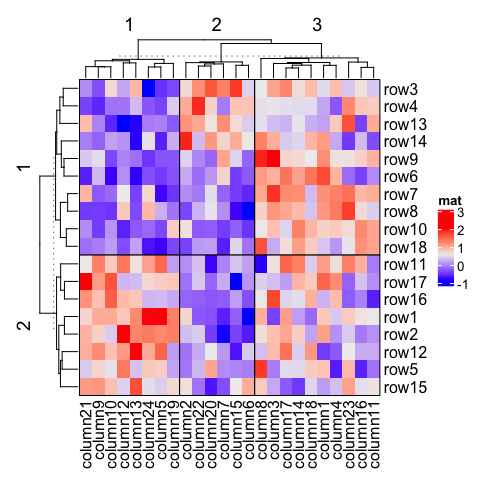 1 2 3
1
2
row3
row4
row13
row14
row9
row6
row7
row8
row10
row18
row11
row17
row16
row1
row2
row12
row5
row15
mat
3
2
1
0
-1
column21
column9
column10
column12
column13
column24
column5
column19
column2
column22
column20
column7
column15
column6
column8
column3
column17
column14
column18
column1
column4
column23
column16
column11